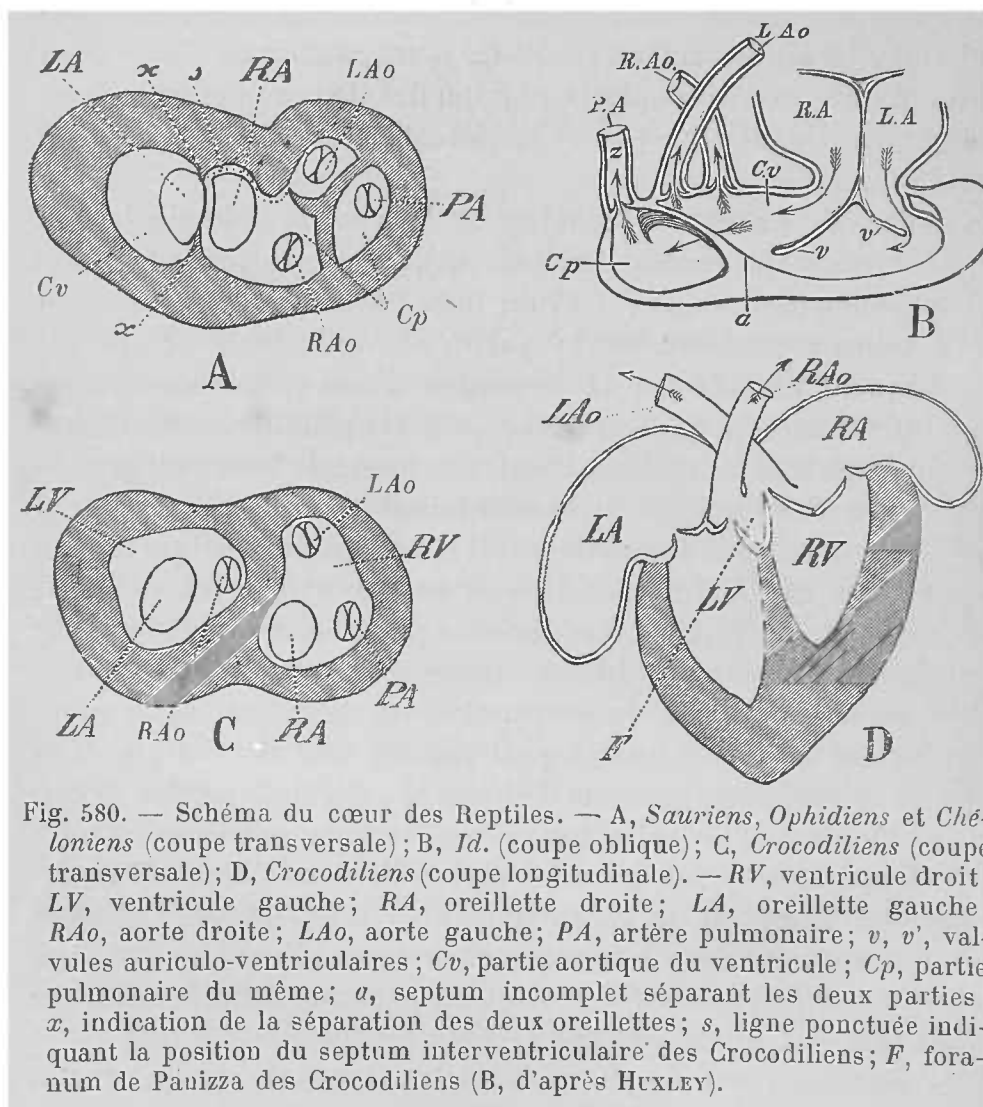 LA x s RA LAo
PA
Cv
x
RAo
Cp
A
L.Ao
R.Ao.
P.A
R.A
L.A
z
Cv
v
v'
Cp
a
B
LV
LAo
RV
LA
RAo
C
RA
PA
RAo
LAo
RA
LA
RV
LV
F
D
Fig. 580. — Schéma du cœur des Reptiles. — A, Sauriens, Ophidiens et Ché-
loniens (coupe transversale) ; B, Id. (coupe oblique) ; C, Crocodiliens (coupe
transversale) ; D, Crocodiliens (coupe longitudinale). — RV, ventricule droit
LV, ventricule gauche ; RA, oreillette droite ; LA, oreillette gauche
RAo, aorte droite ; LAo, aorte gauche ; PA, artère pulmonaire ; v, v', val-
vules auriculo-ventriculaires ; Cv, partie aortique du ventricule ; Cp, partie
pulmonaire du même ; a, septum incomplet séparant les deux parties
x, indication de la séparation des deux oreillettes ; s, ligne ponctuée indi-
quant la position du septum interventriculaire des Crocodiliens ; F, fora-
num de Panizza des Crocodiliens (B, d'après HUXLEY).